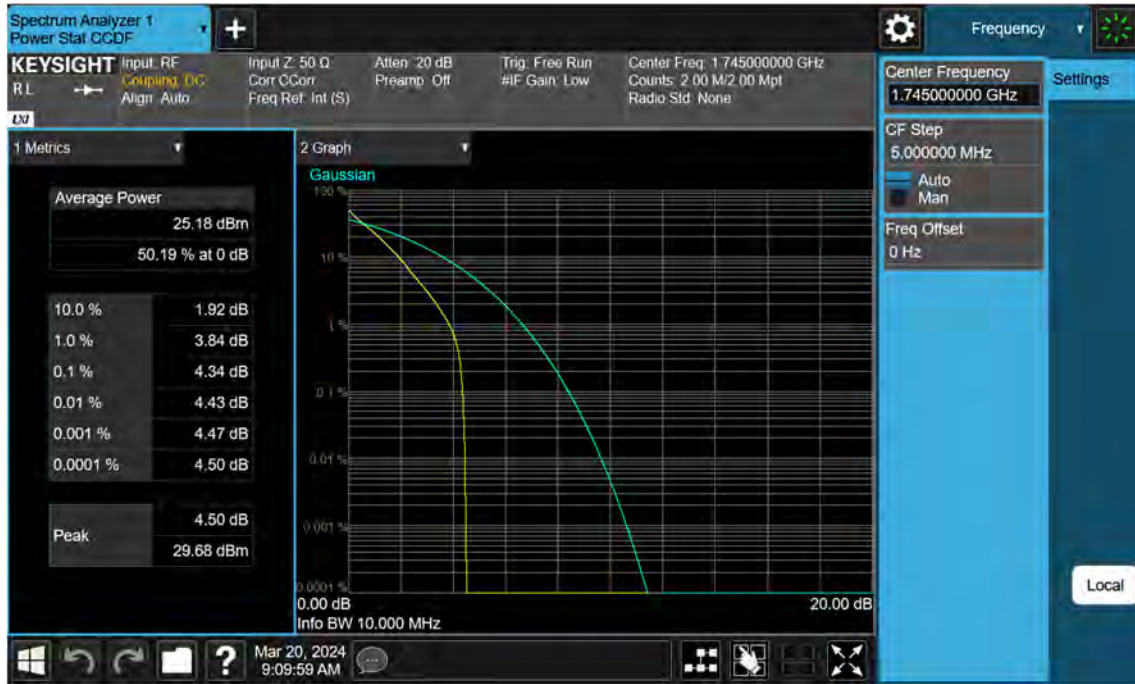 Spectrum Analyzer 1
Power Stat CCDF
Frequency
KEYSIGHT
RL
LXI
Input: RF
Coupling: DC
Align: Auto
Input Z: 50 Ω
Corr CCorr
Freq Ref: Int (S)
Atten: 20 dB
Preamp: Off
Trig: Free Run
#IF Gain: Low
Center Freq: 1.745000000 GHz
Counts: 2.00 M/2.00 Mpt
Radio Std: None
Center Frequency
1.745000000 GHz
Settings
CF Step
5.000000 MHz
Auto
Man
Freq Offset
0 Hz
Local
1 Metrics
Average Power
25.18 dBm
50.19 % at 0 dB
10.0 % 1.92 dB
1.0 % 3.84 dB
0.1 % 4.34 dB
0.01 % 4.43 dB
0.001 % 4.47 dB
0.0001 % 4.50 dB
Peak
4.50 dB
29.68 dBm
2 Graph
Gaussian
100 %
10 %
1 %
0.1 %
0.01 %
0.001 %
0.0001 %
0.00 dB 20.00 dB
Info BW 10.000 MHz
Mar 20, 2024
9:09:59 AM